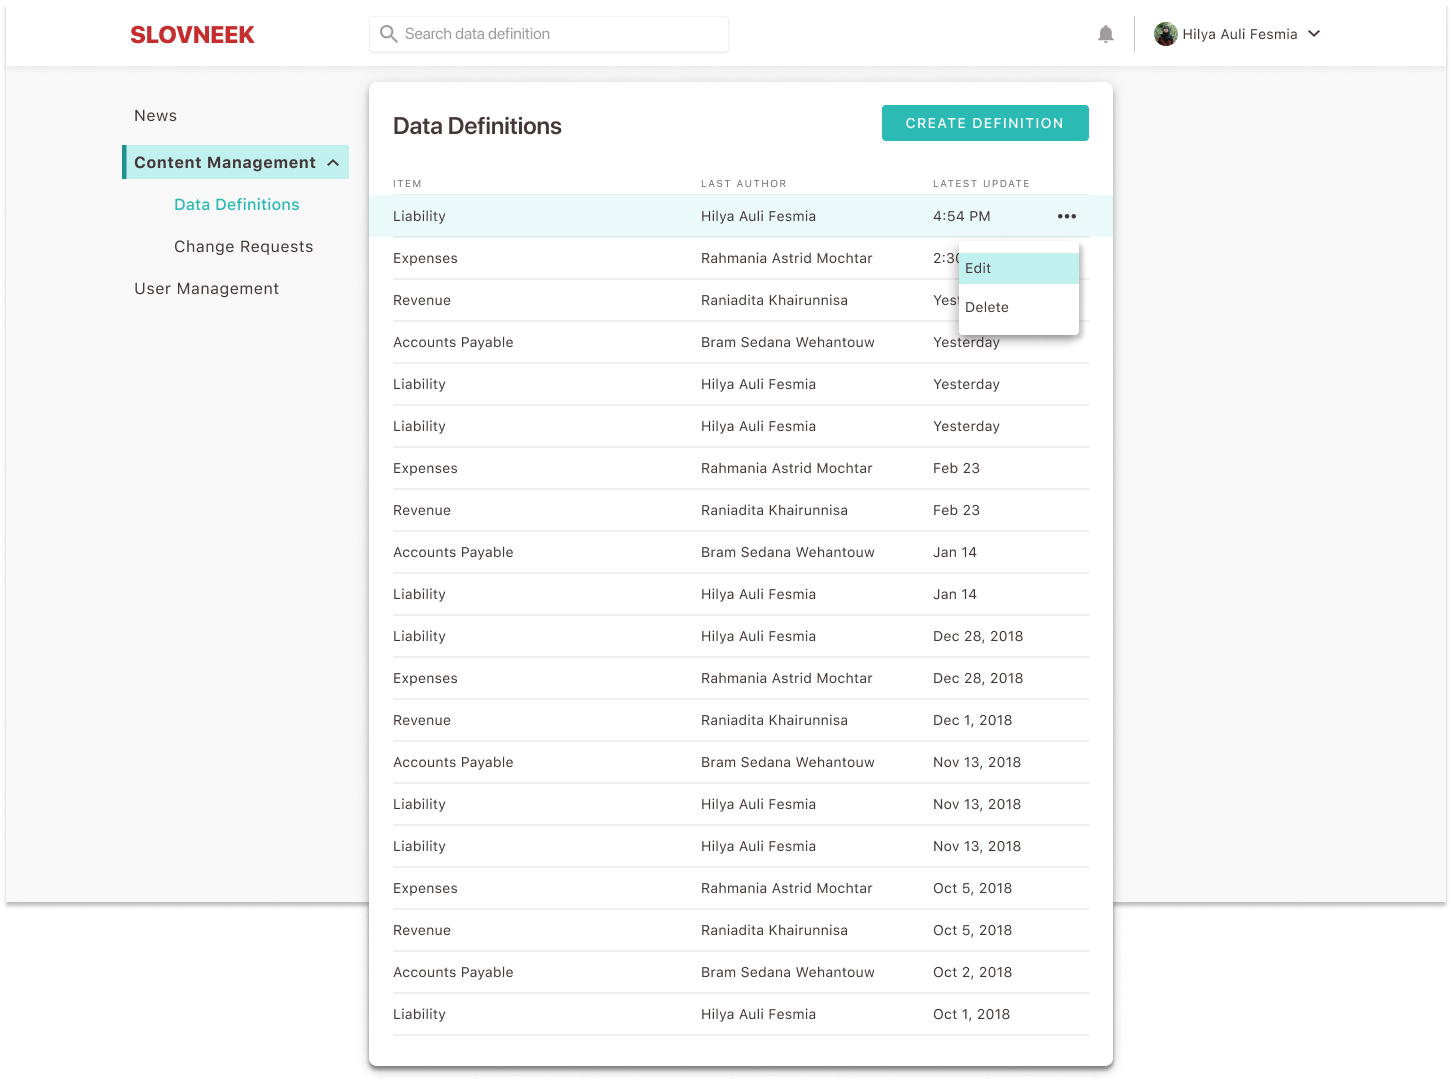 SLOVNEEK
Search data definition
Hilya Auli Fesmia
News
Content Management
Data Definitions
Change Requests
User Management
Data Definitions
CREATE DEFINITION
ITEM LAST AUTHOR LATEST UPDATE
Liability Hilya Auli Fesmia 4:54 PM •••
Expenses Rahmania Astrid Mochtar
Edit
Revenue Raniadita Khairunnisa
Delete
Accounts Payable Bram Sedana Wehantouw Yesterday
Liability Hilya Auli Fesmia Yesterday
Liability Hilya Auli Fesmia Yesterday
Expenses Rahmania Astrid Mochtar Feb 23
Revenue Raniadita Khairunnisa Feb 23
Accounts Payable Bram Sedana Wehantouw Jan 14
Liability Hilya Auli Fesmia Jan 14
Liability Hilya Auli Fesmia Dec 28, 2018
Expenses Rahmania Astrid Mochtar Dec 28, 2018
Revenue Raniadita Khairunnisa Dec 1, 2018
Accounts Payable Bram Sedana Wehantouw Nov 13, 2018
Liability Hilya Auli Fesmia Nov 13, 2018
Liability Hilya Auli Fesmia Nov 13, 2018
Expenses Rahmania Astrid Mochtar Oct 5, 2018
Revenue Raniadita Khairunnisa Oct 5, 2018
Accounts Payable Bram Sedana Wehantouw Oct 2, 2018
Liability Hilya Auli Fesmia Oct 1, 2018